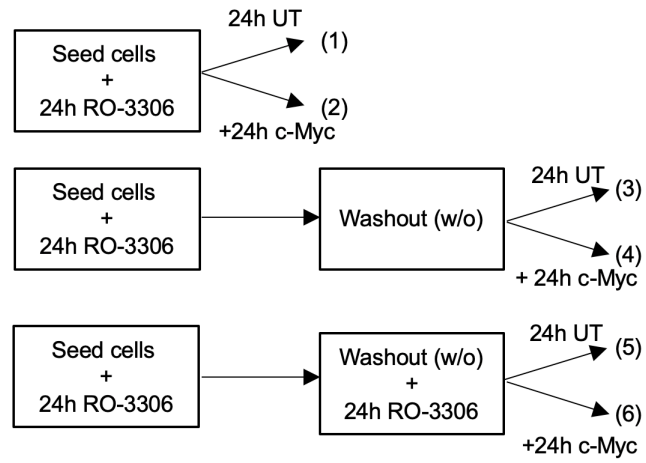 24h UT
(1)
Seed cells
+
24h RO-3306
(2)
+24h c-Myc
Seed cells
+
24h RO-3306
Washout (w/o)
24h UT
(3)
(4)
+ 24h c-Myc
Seed cells
+
24h RO-3306
Washout (w/o)
+
24h RO-3306
24h UT
(5)
(6)
+24h c-Myc